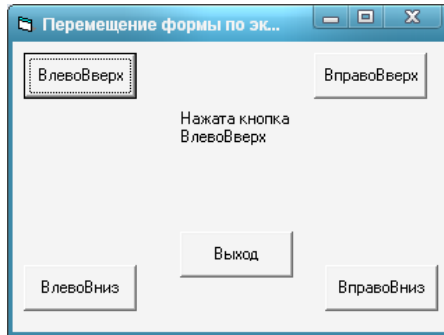 Перемещение формы по эк...
ВлевоВверх
ВправоВверх
Нажата кнопка
ВлевоВверх
Выход
ВлевоВниз
ВправоВниз